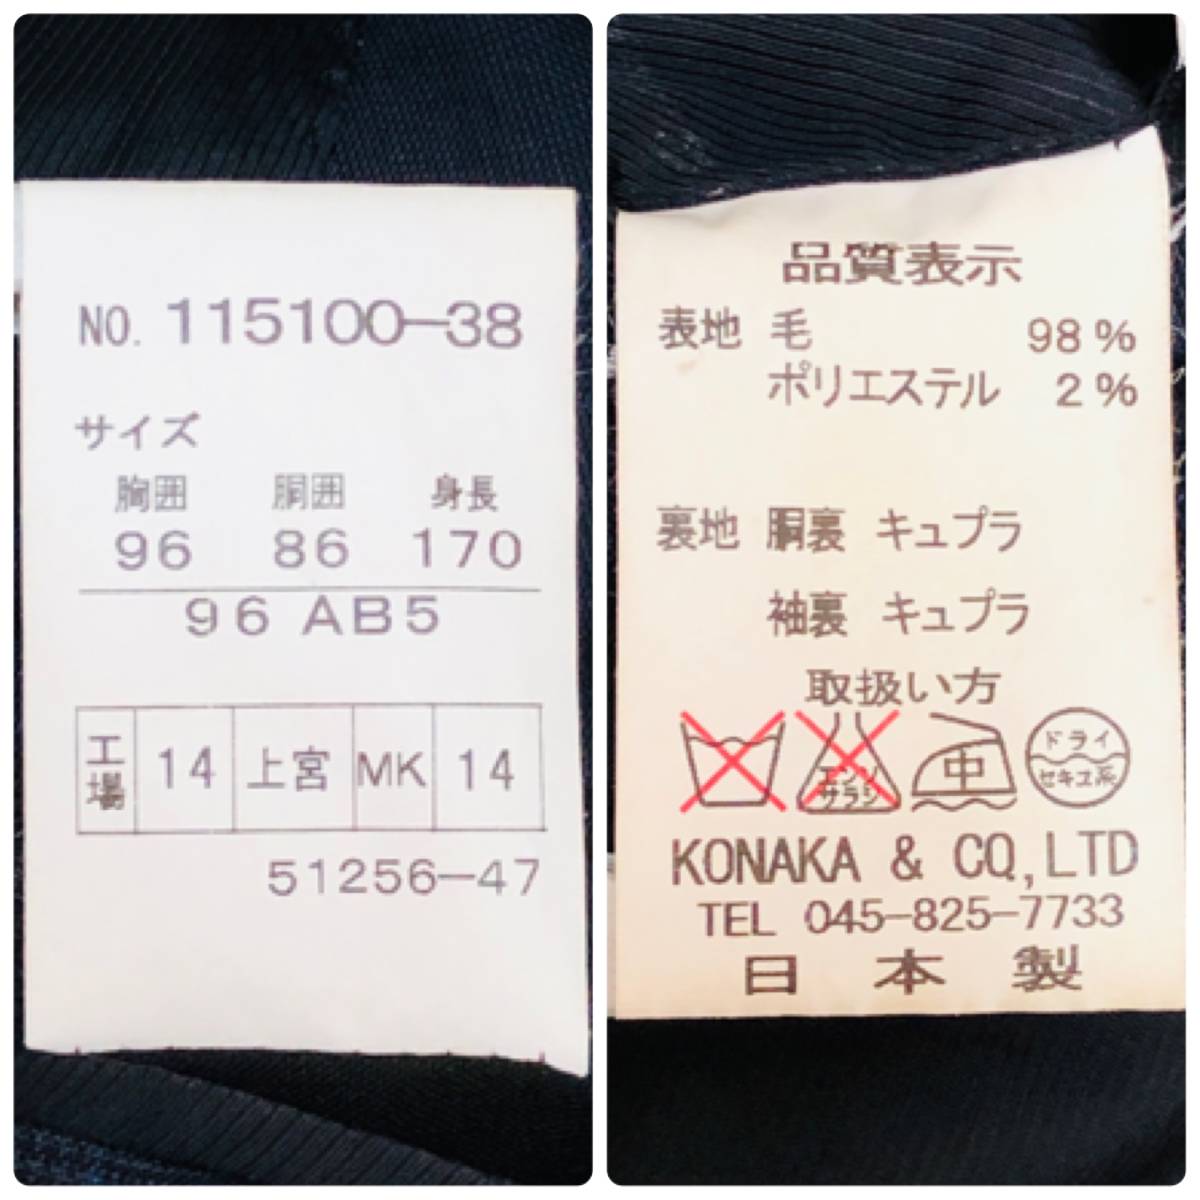 NO. 115100-38
サイズ
胸囲 胴囲 身長
96 86 170
96 AB5
工場 14 上宮 MK 14
51256-47
品質表示
表地 毛 98%
ポリエステル 2%
裏地 胴裏 キュプラ
袖裏 キュプラ
取扱い方
エンソサラシ 中 ドライ セキユ系
KONAKA & CO,LTD
TEL 045-825-7733
日本製